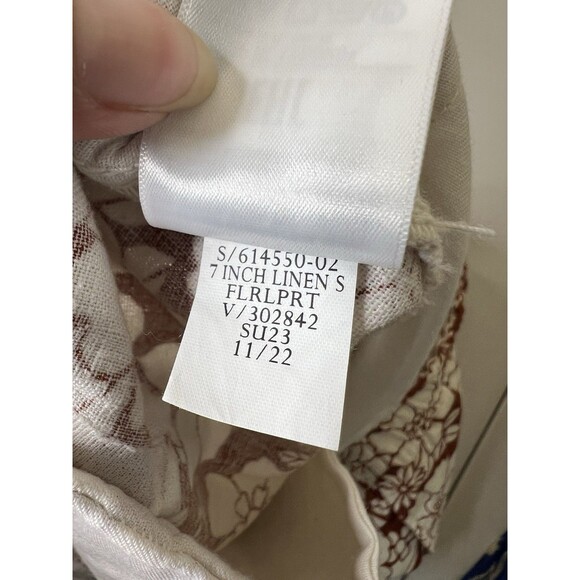 S/614550-02
7 INCH LINEN S
FLRLPRT
V/302842
SU23
11/22